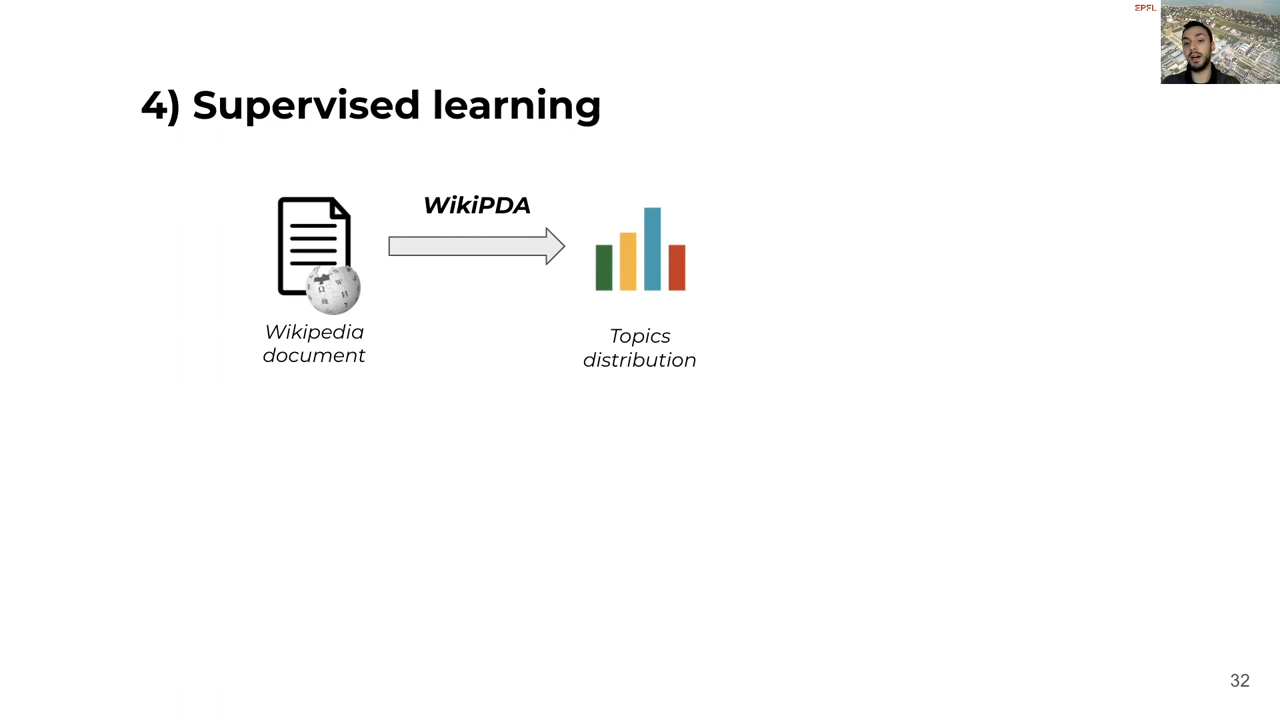 EPFL
4) Supervised learning
WikiPDA
Wikipedia
document
Topics
distribution
32